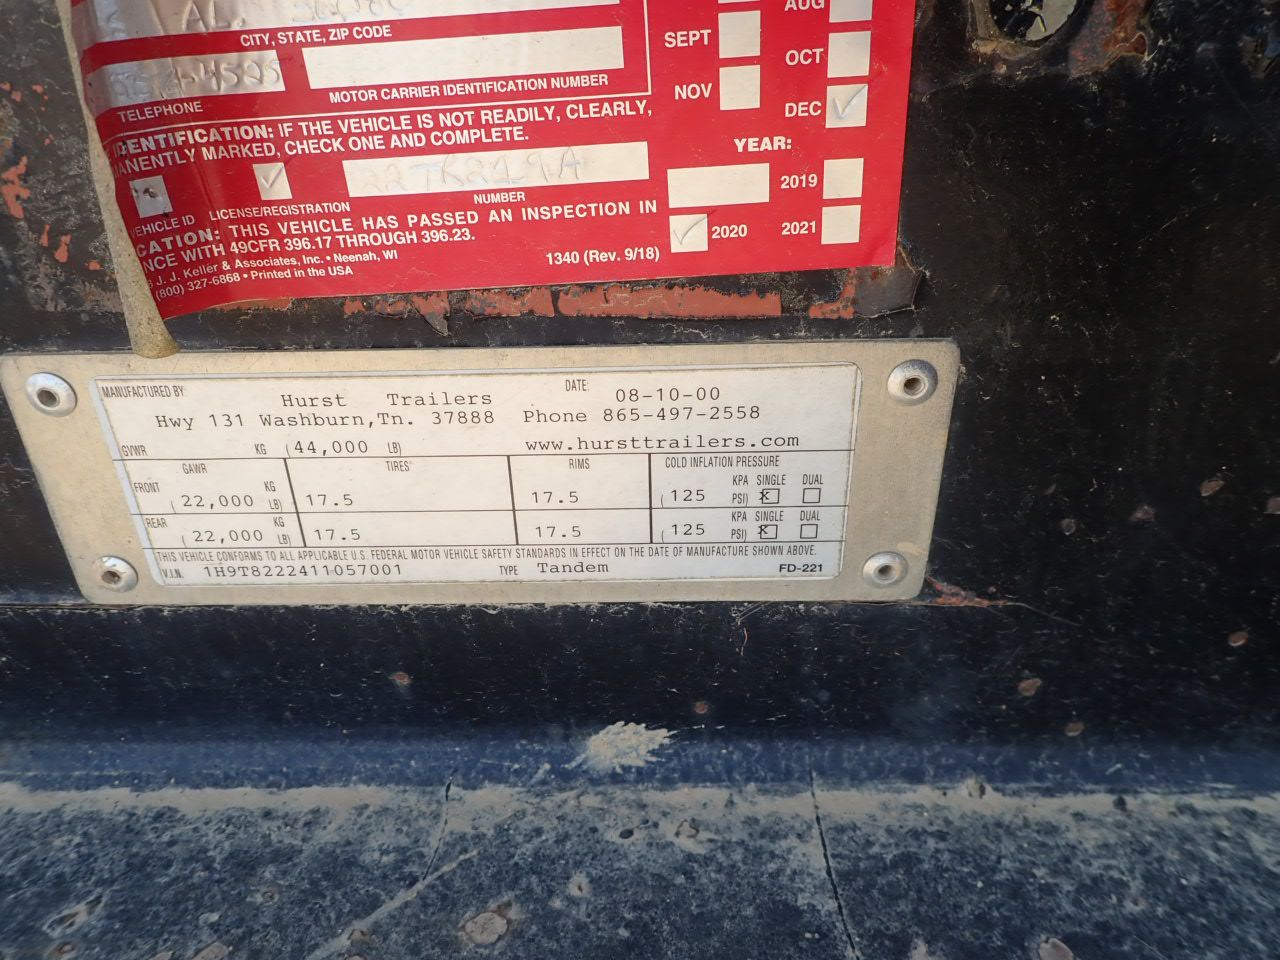 AL.
CITY, STATE, ZIP CODE
TELEPHONE
MOTOR CARRIER IDENTIFICATION NUMBER
IDENTIFICATION: IF THE VEHICLE IS NOT READILY, CLEARLY,
ANENTLY MARKED, CHECK ONE AND COMPLETE.
22TR249A
VEHICLE ID LICENSE/REGISTRATION NUMBER
CATION: THIS VEHICLE HAS PASSED AN INSPECTION IN
NCE WITH 49CFR 396.17 THROUGH 396.23.
J. J. Keller & Associates, Inc. • Neenah, WI
(800) 327-6868 • Printed in the USA
1340 (Rev. 9/18)
AUG
SEPT
OCT
NOV
DEC
YEAR:
2019
2020
2021
MANUFACTURED BY: Hurst Trailers DATE: 08-10-00
Hwy 131 Washburn,Tn. 37888 Phone 865-497-2558
GVWR KG (44,000 LB) www.hursttrailers.com
GAWR TIRES RIMS COLD INFLATION PRESSURE
FRONT KG KPA SINGLE DUAL
(22,000 LB) 17.5 17.5 (125 PSI) X
REAR KG KPA SINGLE DUAL
(22,000 LB) 17.5 17.5 (125 PSI) X
THIS VEHICLE CONFORMS TO ALL APPLICABLE U.S. FEDERAL MOTOR VEHICLE SAFETY STANDARDS IN EFFECT ON THE DATE OF MANUFACTURE SHOWN ABOVE.
V.I.N. 1H9T8222411057001 TYPE Tandem FD-221